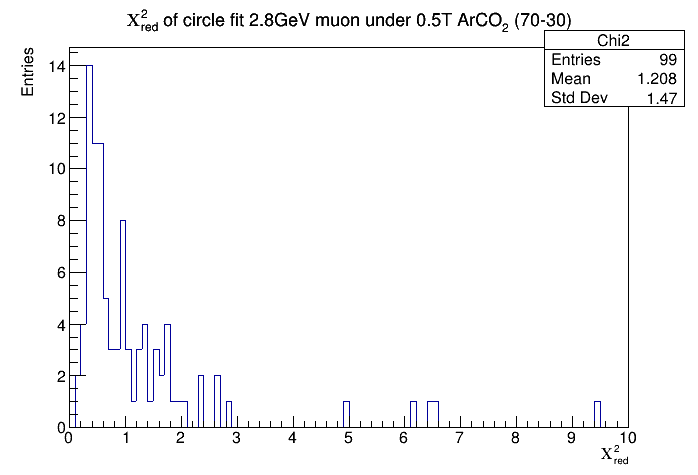 Χ²red of circle fit 2.8GeV muon under 0.5T ArCO₂ (70-30)
Chi2
Entries 99
Mean 1.208
Std Dev 1.47
Entries
14
12
10
8
6
4
2
0
0 1 2 3 4 5 6 7 8 9 10
Χ²red